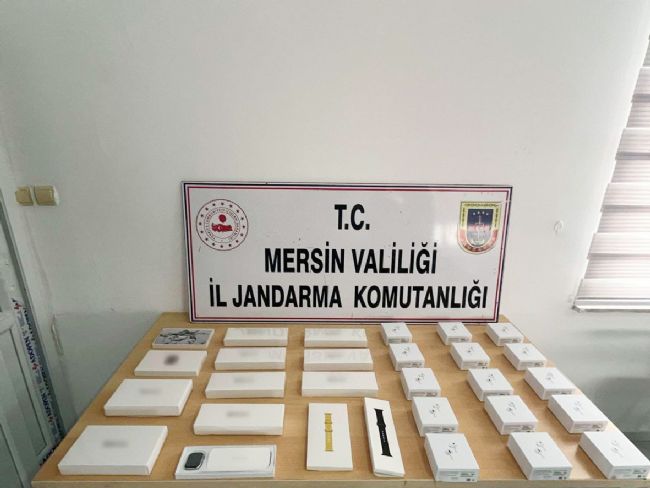 T.C.
MERSİN VALİLİĞİ
İL JANDARMA KOMUTANLIĞI